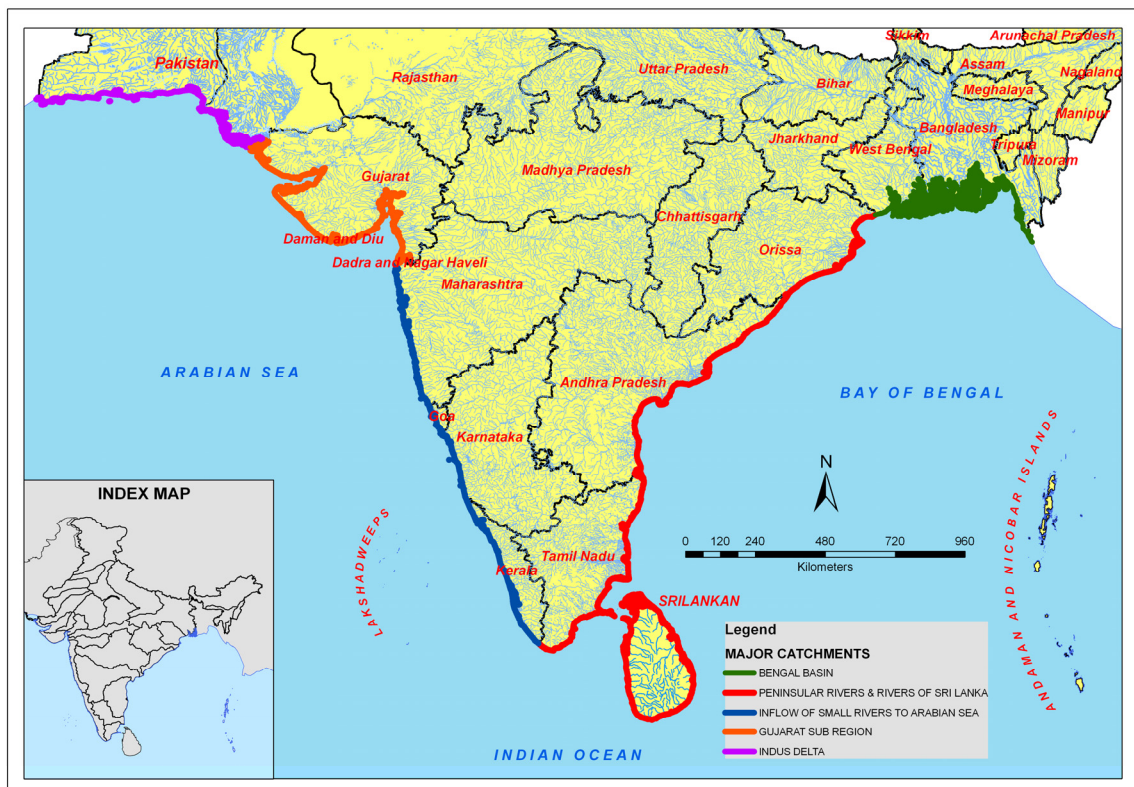 Sikkim
Arunachal Pradesh
Pakistan
Rajasthan
Uttar Pradesh
Bihar
Assam
Nagaland
Meghalaya
Manipur
Bangladesh
Jharkhand
West Bengal
Tripura
Mizoram
Madhya Pradesh
Gujarat
Chhattisgarh
Daman and Diu
Orissa
Dadra and Nagar Haveli
Maharashtra
ARABIAN SEA
Andhra Pradesh
BAY OF BENGAL
Goa
Karnataka
N
INDEX MAP
LAKSHADWEEPS
ANDAMAN AND NICOBAR ISLANDS
0 120 240 480 720 960
Kilometers
Tamil Nadu
Kerala
SRILANKAN
Legend
MAJOR CATCHMENTS
BENGAL BASIN
PENINSULAR RIVERS & RIVERS OF SRI LANKA
INFLOW OF SMALL RIVERS TO ARABIAN SEA
GUJARAT SUB REGION
INDUS DELTA
INDIAN OCEAN